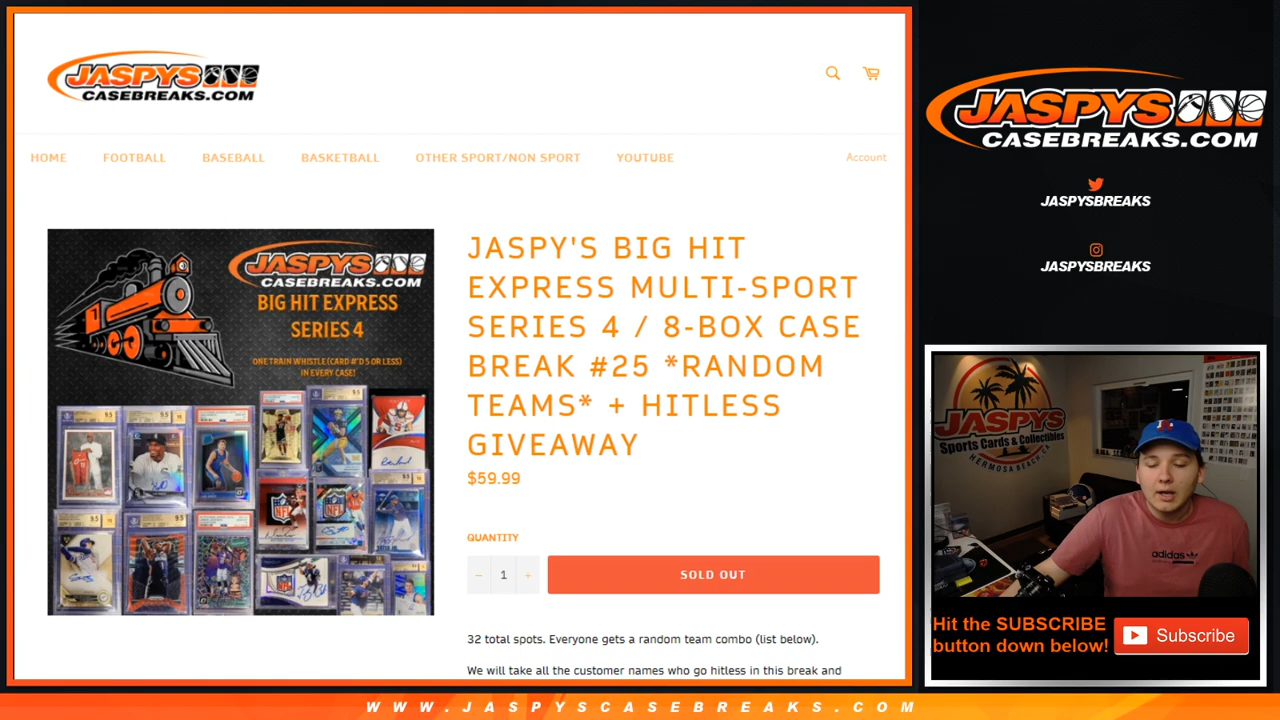 JASPYS
CASEBREAKS.COM
HOME
FOOTBALL
BASEBALL
BASKETBALL
OTHER SPORT/NON SPORT
YOUTUBE
Account
JASPYS
CASEBREAKS.COM
BIG HIT EXPRESS
SERIES 4
ONE TRAIN WHISTLE (CARD #'D 5 OR LESS)
IN EVERY CASE!
JASPY'S BIG HIT
EXPRESS MULTI-SPORT
SERIES 4 / 8-BOX CASE
BREAK #25 *RANDOM
TEAMS* + HITLESS
GIVEAWAY
$59.99
QUANTITY
− 1 +
SOLD OUT
32 total spots. Everyone gets a random team combo (list below).
We will take all the customer names who go hitless in this break and
JASPYS
CASEBREAKS.COM
JASPYSBREAKS
JASPYSBREAKS
JASPYS
Sports Cards & Collectibles
HERMOSA BEACH, CA
adidas
Hit the SUBSCRIBE
button down below!
Subscribe
WWW.JASPYSCASEBREAKS.COM